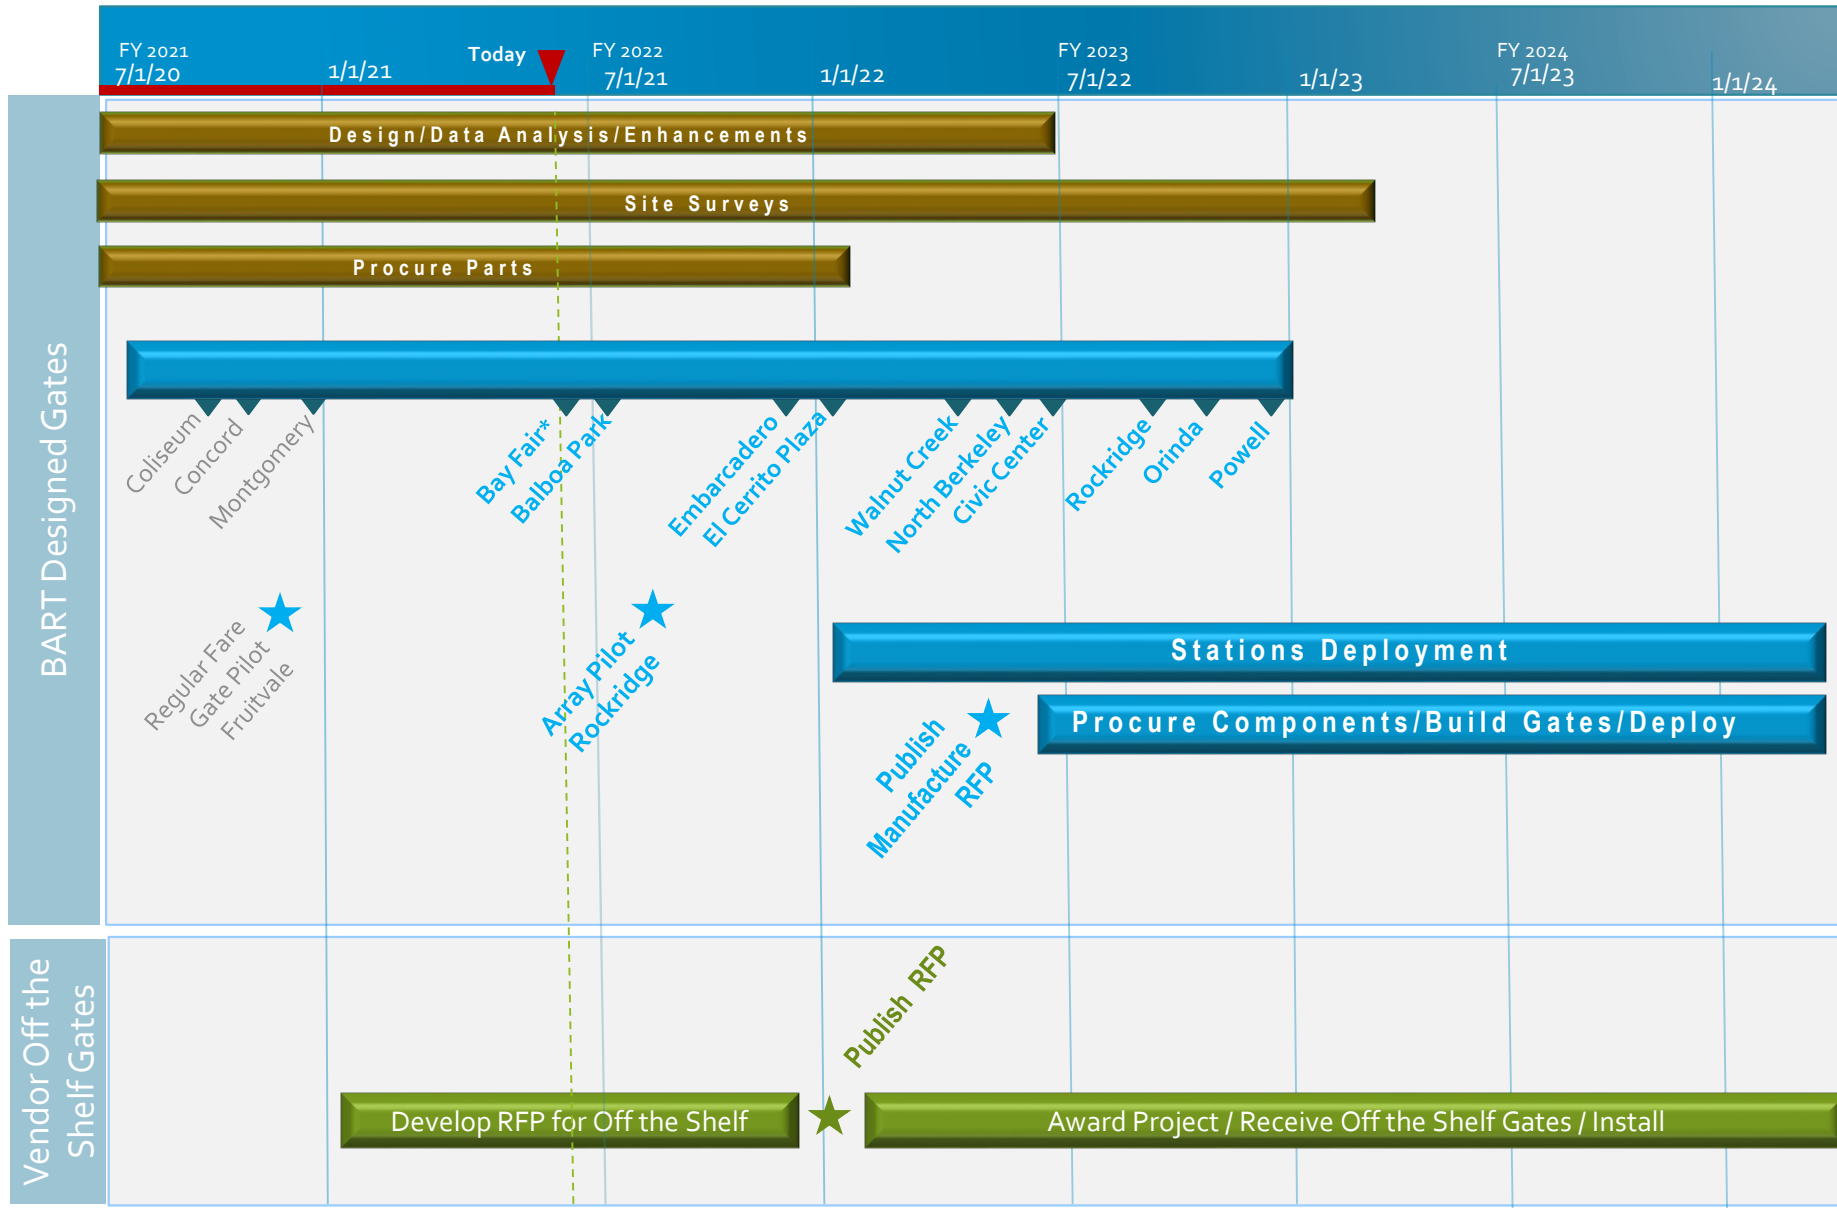 FY 2021
7/1/20
1/1/21
Today
FY 2022
7/1/21
1/1/22
FY 2023
7/1/22
1/1/23
FY 2024
7/1/23
1/1/24
BART Designed Gates
Design/Data Analysis/Enhancements
Site Surveys
Procure Parts
Coliseum
Concord
Montgomery
Bay Fair*
Balboa Park
Embarcadero
El Cerrito Plaza
Walnut Creek
North Berkeley
Civic Center
Rockridge
Orinda
Powell
Regular Fare
Gate Pilot
Fruitvale
Array Pilot
Rockridge
Stations Deployment
Procure Components/Build Gates/Deploy
Publish
Manufacture
RFP
Vendor Off the
Shelf Gates
Publish RFP
Develop RFP for Off the Shelf
Award Project / Receive Off the Shelf Gates / Install